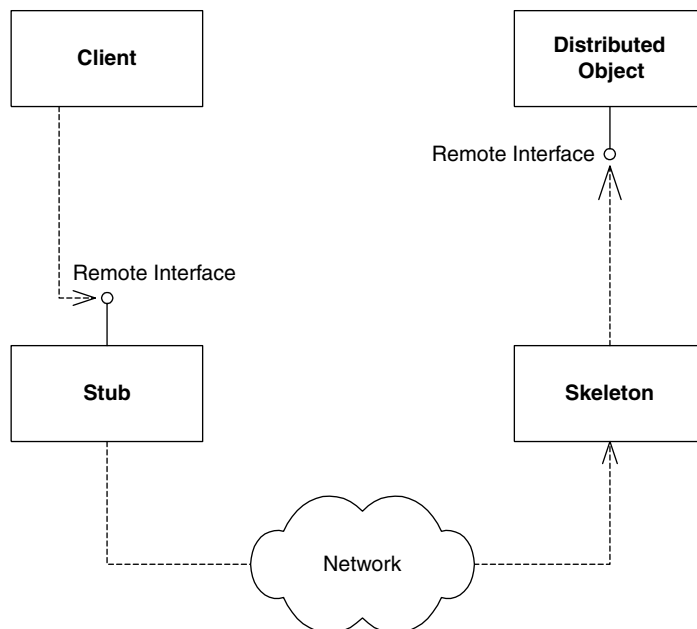 Client
Distributed
Object
Remote Interface
Remote Interface
Stub
Skeleton
Network